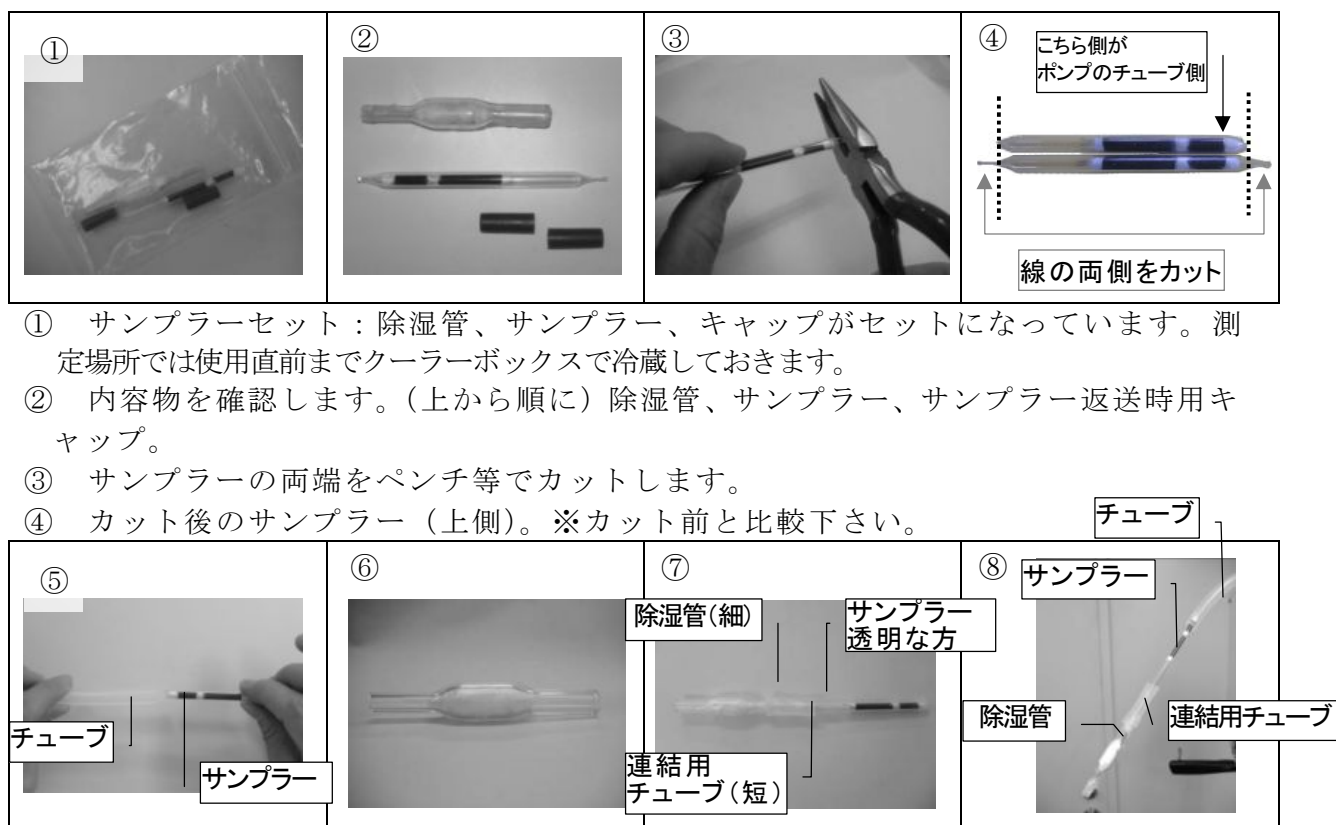 ①
②
③
④
こちら側が
ポンプのチューブ側
線の両側をカット
① サンプラーセット:除湿管、サンプラー、キャップがセットになっています。測
定場所では使用直前までクーラーボックスで冷蔵しておきます。
② 内容物を確認します。(上から順に)除湿管、サンプラー、サンプラー返送時用キ
ャップ。
③ サンプラーの両端をペンチ等でカットします。
④ カット後のサンプラー(上側)。※カット前と比較下さい。
⑤
チューブ
サンプラー
⑥
⑦
除湿管(細)
サンプラー
透明な方
連結用
チューブ(短)
⑧
チューブ
サンプラー
除湿管
連結用チューブ